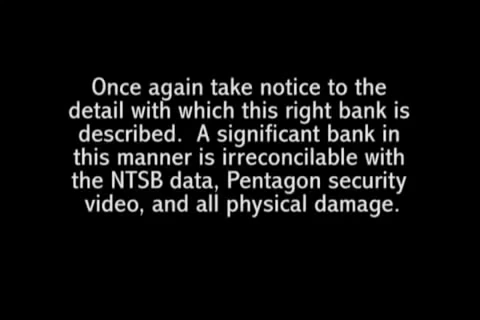 Once again take notice to the
detail with which this right bank is
described.  A significant bank in
this manner is irreconcilable with
the NTSB data, Pentagon security
video, and all physical damage.